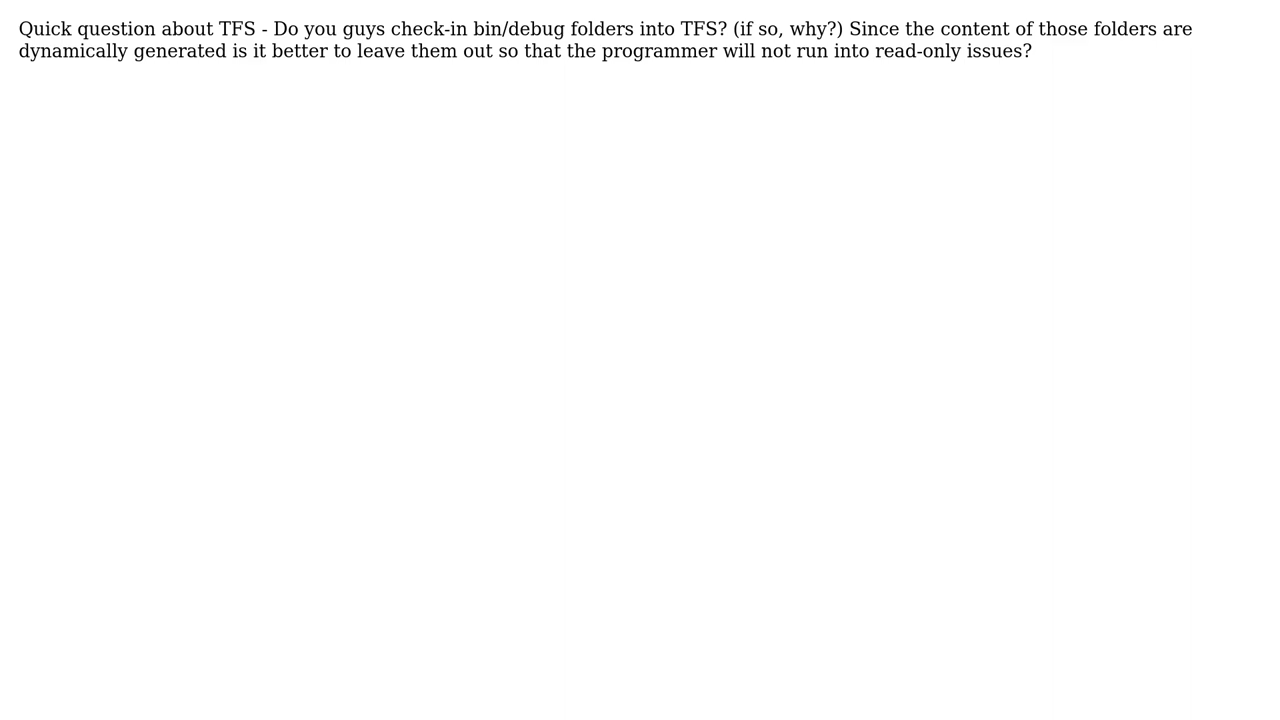 Quick question about TFS - Do you guys check-in bin/debug folders into TFS? (if so, why?) Since the content of those folders are
dynamically generated is it better to leave them out so that the programmer will not run into read-only issues?